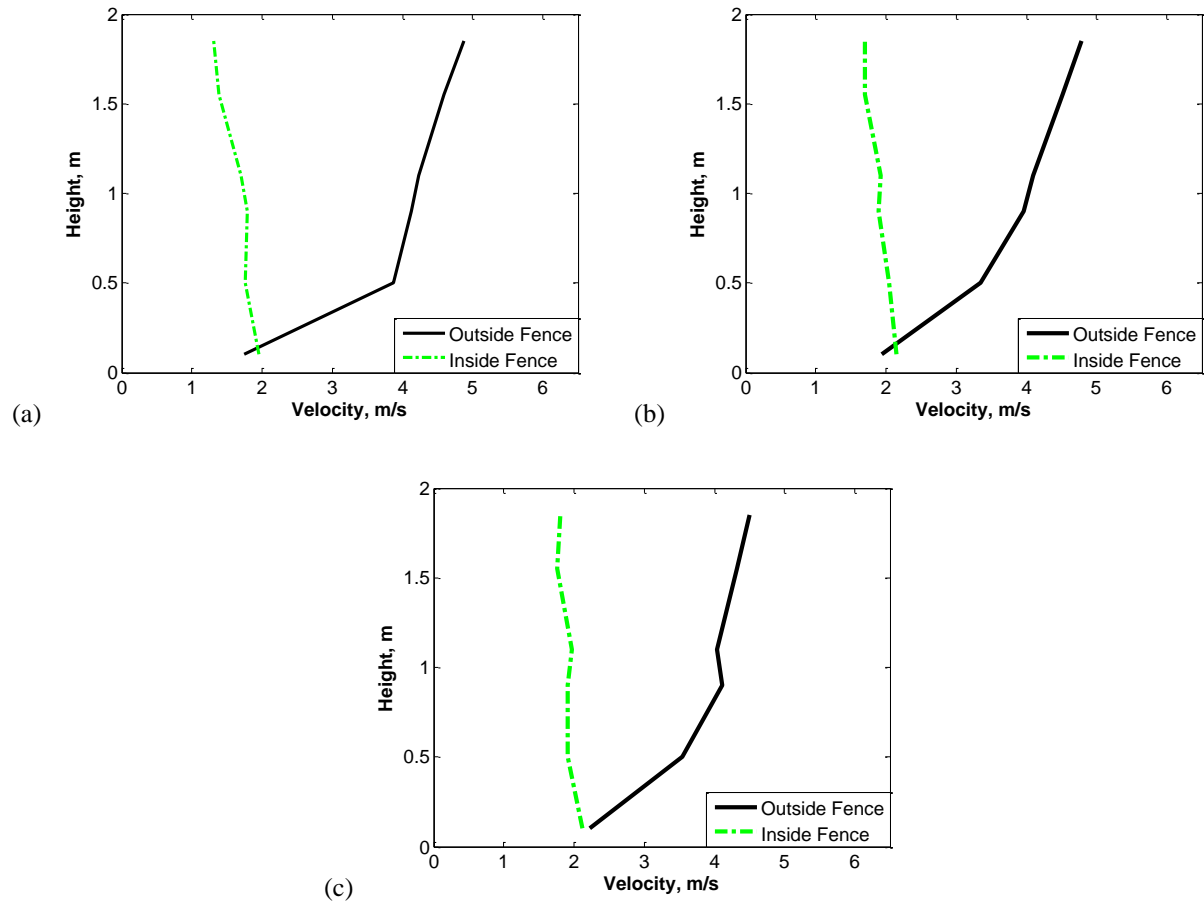 2
1.5
1
0.5
0
Height, m
0 1 2 3 4 5 6
Velocity, m/s
Outside Fence
Inside Fence
(a)
2
1.5
1
0.5
0
Height, m
0 1 2 3 4 5 6
Velocity, m/s
Outside Fence
Inside Fence
(b)
2
1.5
1
0.5
0
Height, m
0 1 2 3 4 5 6
Velocity, m/s
Outside Fence
Inside Fence
(c)